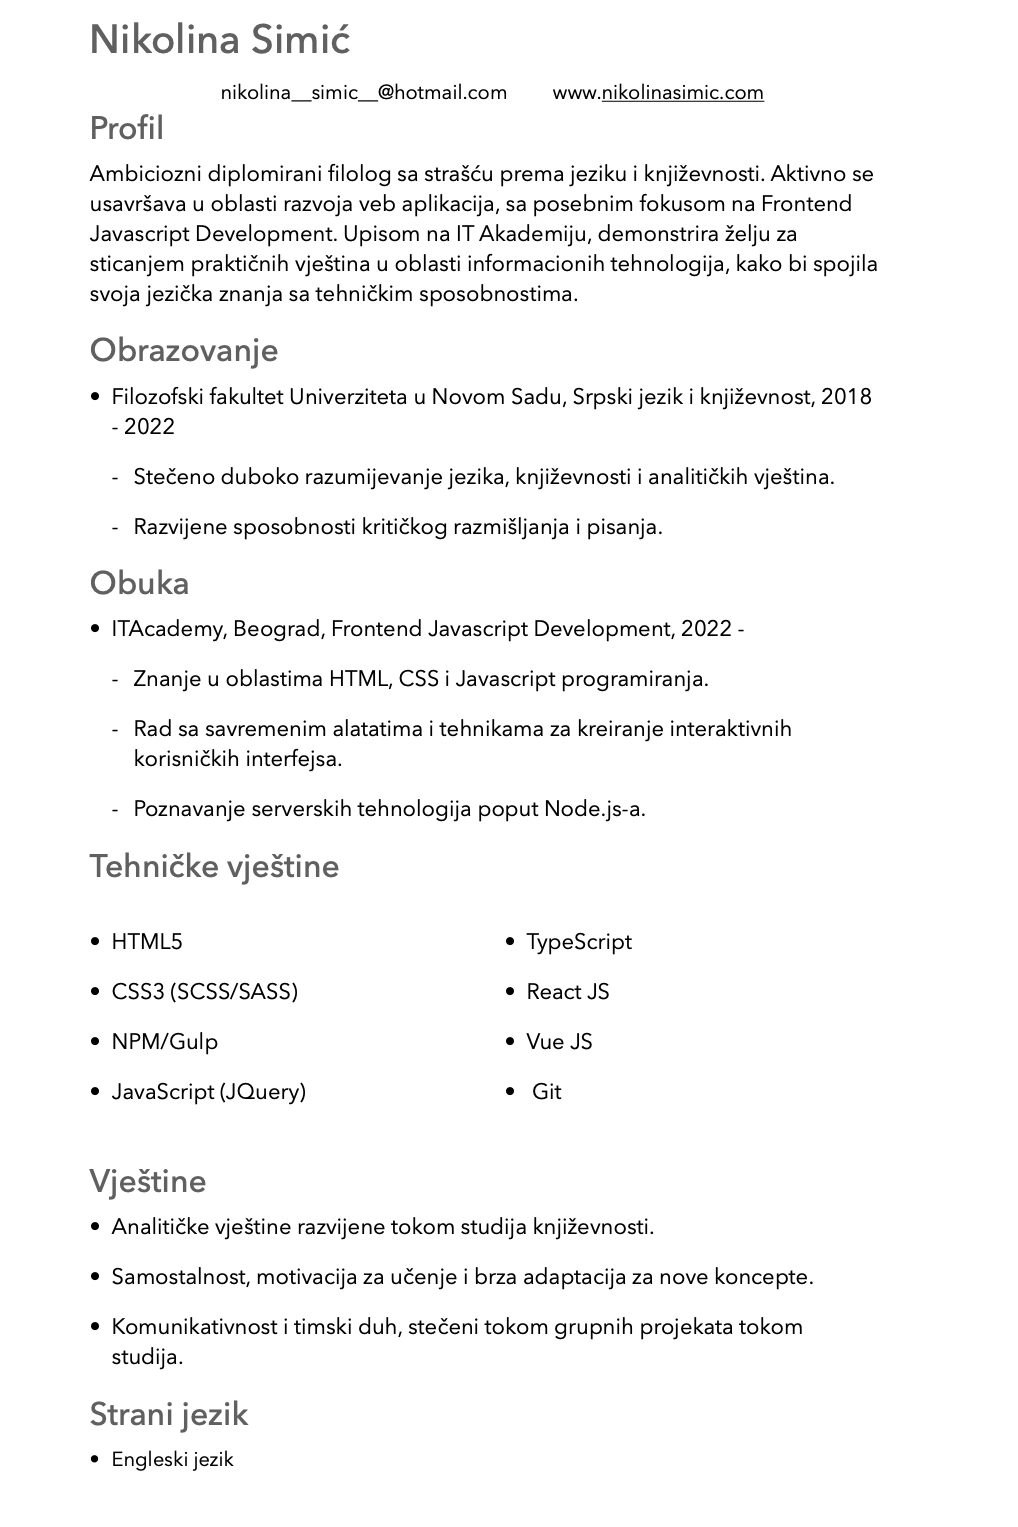 Nikolina Simić
nikolina__simic__@hotmail.com www.nikolinasimic.com
Profil
Ambiciozni diplomirani filolog sa strašću prema jeziku i književnosti. Aktivno se
usavršava u oblasti razvoja veb aplikacija, sa posebnim fokusom na Frontend
Javascript Development. Upisom na IT Akademiju, demonstrira želju za
sticanjem praktičnih vještina u oblasti informacionih tehnologija, kako bi spojila
svoja jezička znanja sa tehničkim sposobnostima.
Obrazovanje
• Filozofski fakultet Univerziteta u Novom Sadu, Srpski jezik i književnost, 2018
- 2022
- Stečeno duboko razumijevanje jezika, književnosti i analitičkih vještina.
- Razvijene sposobnosti kritičkog razmišljanja i pisanja.
Obuka
• ITAcademy, Beograd, Frontend Javascript Development, 2022 -
- Znanje u oblastima HTML, CSS i Javascript programiranja.
- Rad sa savremenim alatatima i tehnikama za kreiranje interaktivnih
korisničkih interfejsa.
- Poznavanje serverskih tehnologija poput Node.js-a.
Tehničke vještine
• HTML5
• CSS3 (SCSS/SASS)
• NPM/Gulp
• JavaScript (JQuery)
• TypeScript
• React JS
• Vue JS
• Git
Vještine
• Analitičke vještine razvijene tokom studija književnosti.
• Samostalnost, motivacija za učenje i brza adaptacija za nove koncepte.
• Komunikativnost i timski duh, stečeni tokom grupnih projekata tokom
studija.
Strani jezik
• Engleski jezik